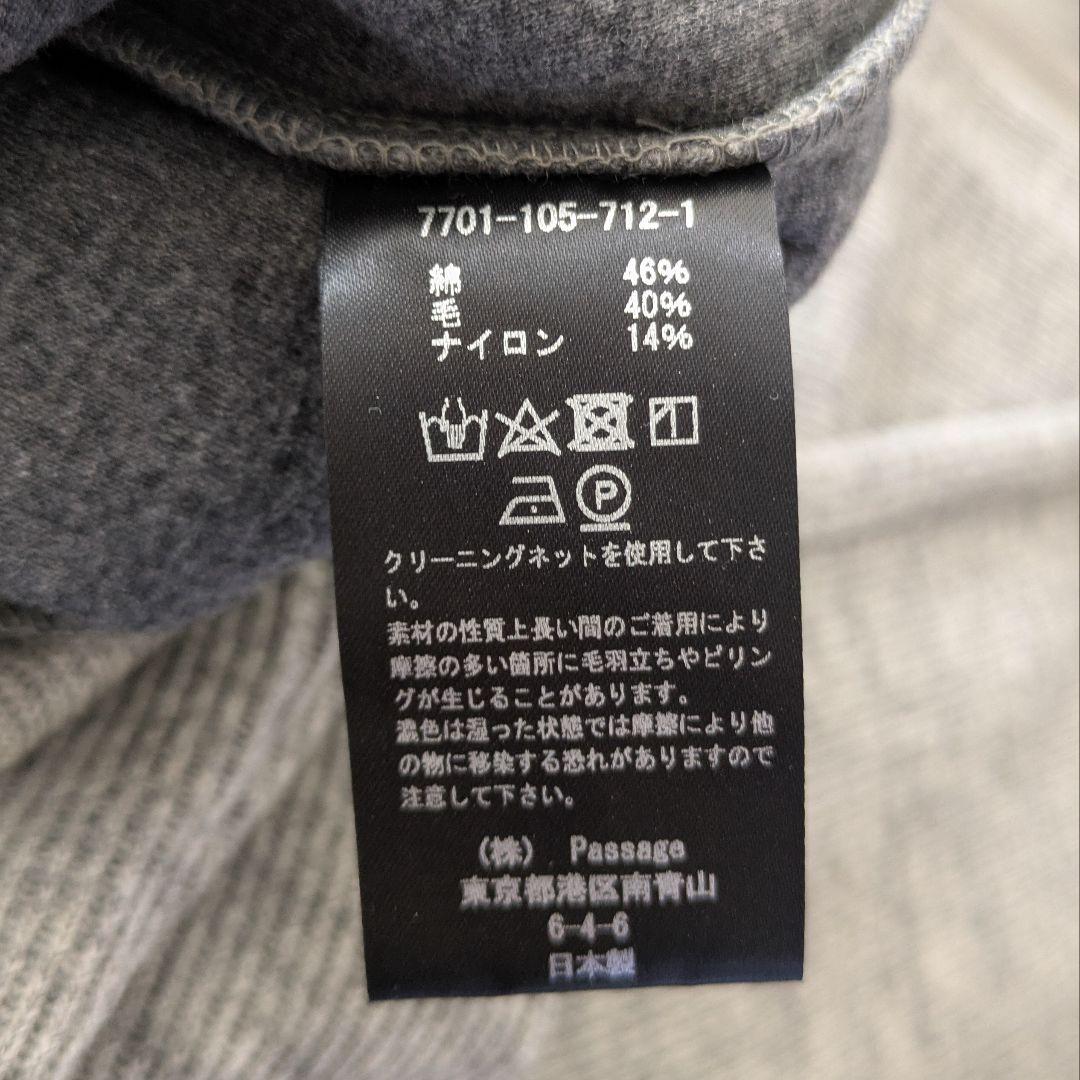 7701-105-712-1
綿 46%
毛 40%
ナイロン 14%
P
クリーニングネットを使用して下さ
い。
素材の性質上長い間のご着用により
摩擦の多い箇所に毛羽立ちやピリン
グが生じることがあります。
濃色は湿った状態では摩擦により他
の物に移染する恐れがありますので
注意して下さい。
(株) Passage
東京都港区南青山
6-4-6
日本製